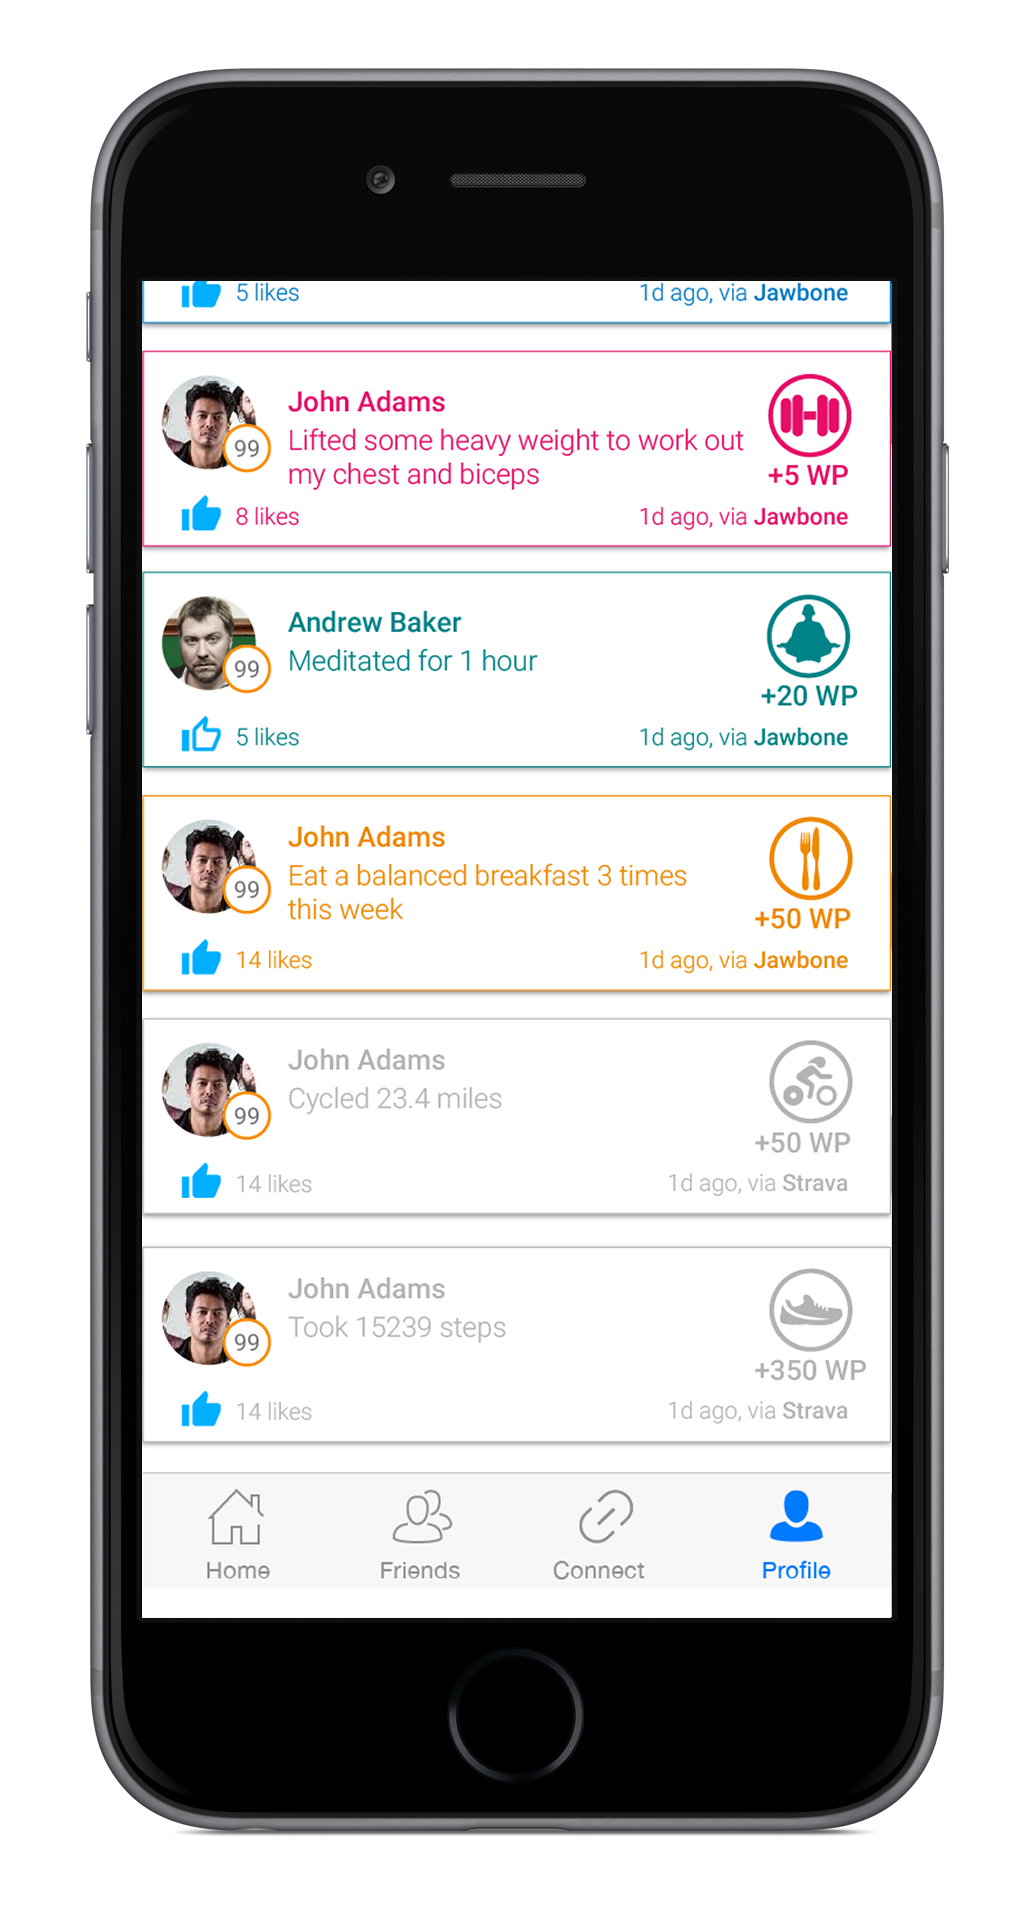 5 likes 1d ago, via Jawbone
John Adams
Lifted some heavy weight to work out
my chest and biceps
99
+5 WP
8 likes 1d ago, via Jawbone
Andrew Baker
Meditated for 1 hour
99
+20 WP
5 likes 1d ago, via Jawbone
John Adams
Eat a balanced breakfast 3 times
this week
99
+50 WP
14 likes 1d ago, via Jawbone
John Adams
Cycled 23.4 miles
99
+50 WP
14 likes 1d ago, via Strava
John Adams
Took 15239 steps
99
+350 WP
14 likes 1d ago, via Strava
Home Friends Connect Profile